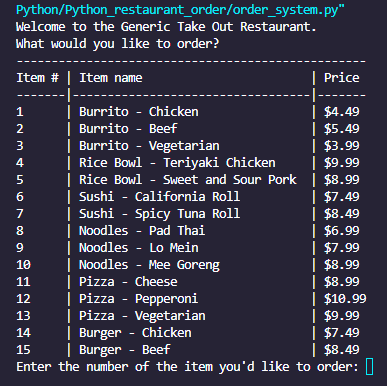 Python/Python_restaurant_order/order_system.py"
Welcome to the Generic Take Out Restaurant.
What would you like to order?
--------------------------------------------------
Item # | Item name                       | Price
-------|---------------------------------|-------
1      | Burrito - Chicken               | $4.49
2      | Burrito - Beef                  | $5.49
3      | Burrito - Vegetarian            | $3.99
4      | Rice Bowl - Teriyaki Chicken    | $9.99
5      | Rice Bowl - Sweet and Sour Pork | $8.99
6      | Sushi - California Roll         | $7.49
7      | Sushi - Spicy Tuna Roll         | $8.49
8      | Noodles - Pad Thai              | $6.99
9      | Noodles - Lo Mein               | $7.99
10     | Noodles - Mee Goreng            | $8.99
11     | Pizza - Cheese                  | $8.99
12     | Pizza - Pepperoni               | $10.99
13     | Pizza - Vegetarian              | $9.99
14     | Burger - Chicken                | $7.49
15     | Burger - Beef                   | $8.49
Enter the number of the item you'd like to order: